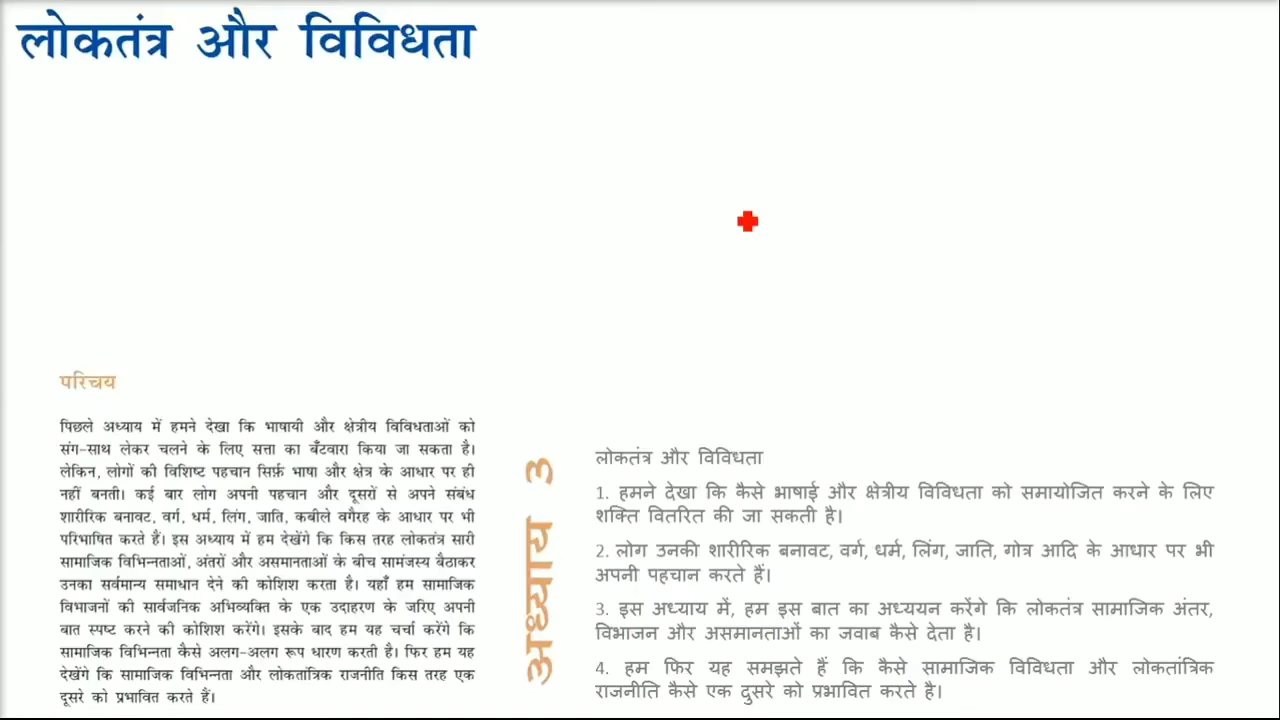 लोकतंत्र और विविधता
परिचय
पिछले अध्याय में हमने देखा कि भाषायी और क्षेत्रीय विविधताओं को
संग-साथ लेकर चलने के लिए सत्ता का बँटवारा किया जा सकता है।
लेकिन, लोगों की विशिष्ट पहचान सिर्फ़ भाषा और क्षेत्र के आधार पर ही
नहीं बनती। कई बार लोग अपनी पहचान और दूसरों से अपने संबंध
शारीरिक बनावट, वर्ग, धर्म, लिंग, जाति, कबीले वगैरह के आधार पर भी
परिभाषित करते हैं। इस अध्याय में हम देखेंगे कि किस तरह लोकतंत्र सारी
सामाजिक विभिन्नताओं, अंतरों और असमानताओं के बीच सामंजस्य बैठाकर
उनका सर्वमान्य समाधान देने की कोशिश करता है। यहाँ हम सामाजिक
विभाजनों की सार्वजनिक अभिव्यक्ति के एक उदाहरण के जरिए अपनी
बात स्पष्ट करने की कोशिश करेंगे। इसके बाद हम यह चर्चा करेंगे कि
सामाजिक विभिन्नता कैसे अलग-अलग रूप धारण करती है। फिर हम यह
देखेंगे कि सामाजिक विभिन्नता और लोकतांत्रिक राजनीति किस तरह एक
दूसरे को प्रभावित करते हैं।
अध्याय 3
लोकतंत्र और विविधता
1. हमने देखा कि कैसे भाषाई और क्षेत्रीय विविधता को समायोजित करने के लिए
शक्ति वितरित की जा सकती है।
2. लोग उनकी शारीरिक बनावट, वर्ग, धर्म, लिंग, जाति, गोत्र आदि के आधार पर भी
अपनी पहचान करते हैं।
3. इस अध्याय में, हम इस बात का अध्ययन करेंगे कि लोकतंत्र सामाजिक अंतर,
विभाजन और असमानताओं का जवाब कैसे देता है।
4. हम फिर यह समझते हैं कि कैसे सामाजिक विविधता और लोकतांत्रिक
राजनीति कैसे एक दुसरे को प्रभावित करते है।